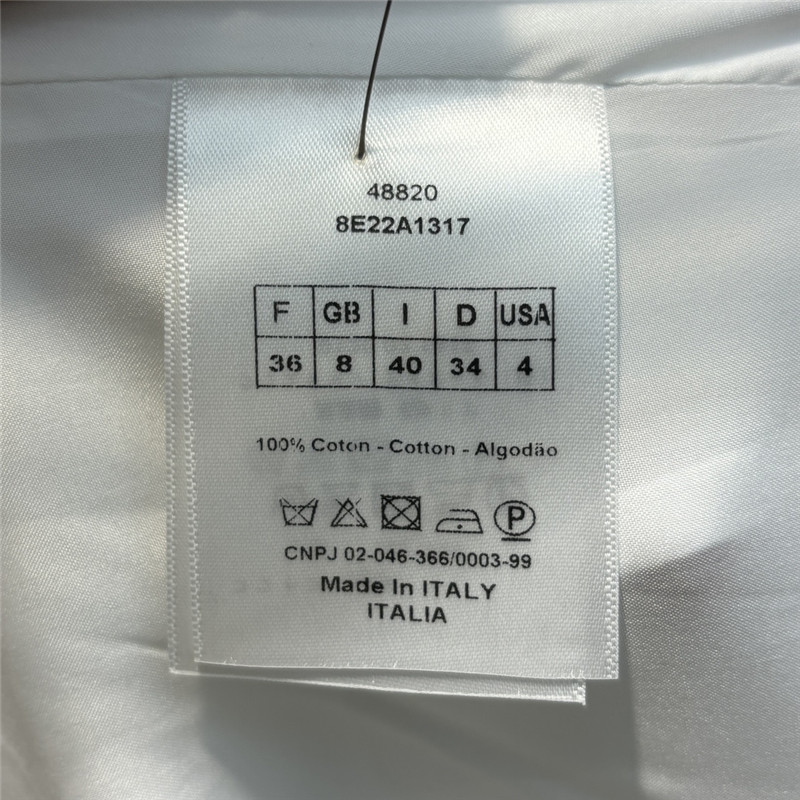 48820
8E22A1317
F GB I D USA
36 8 40 34 4
100% Coton - Cotton - Algodão
P
CNPJ 02-046-366/0003-99
Made In ITALY
ITALIA